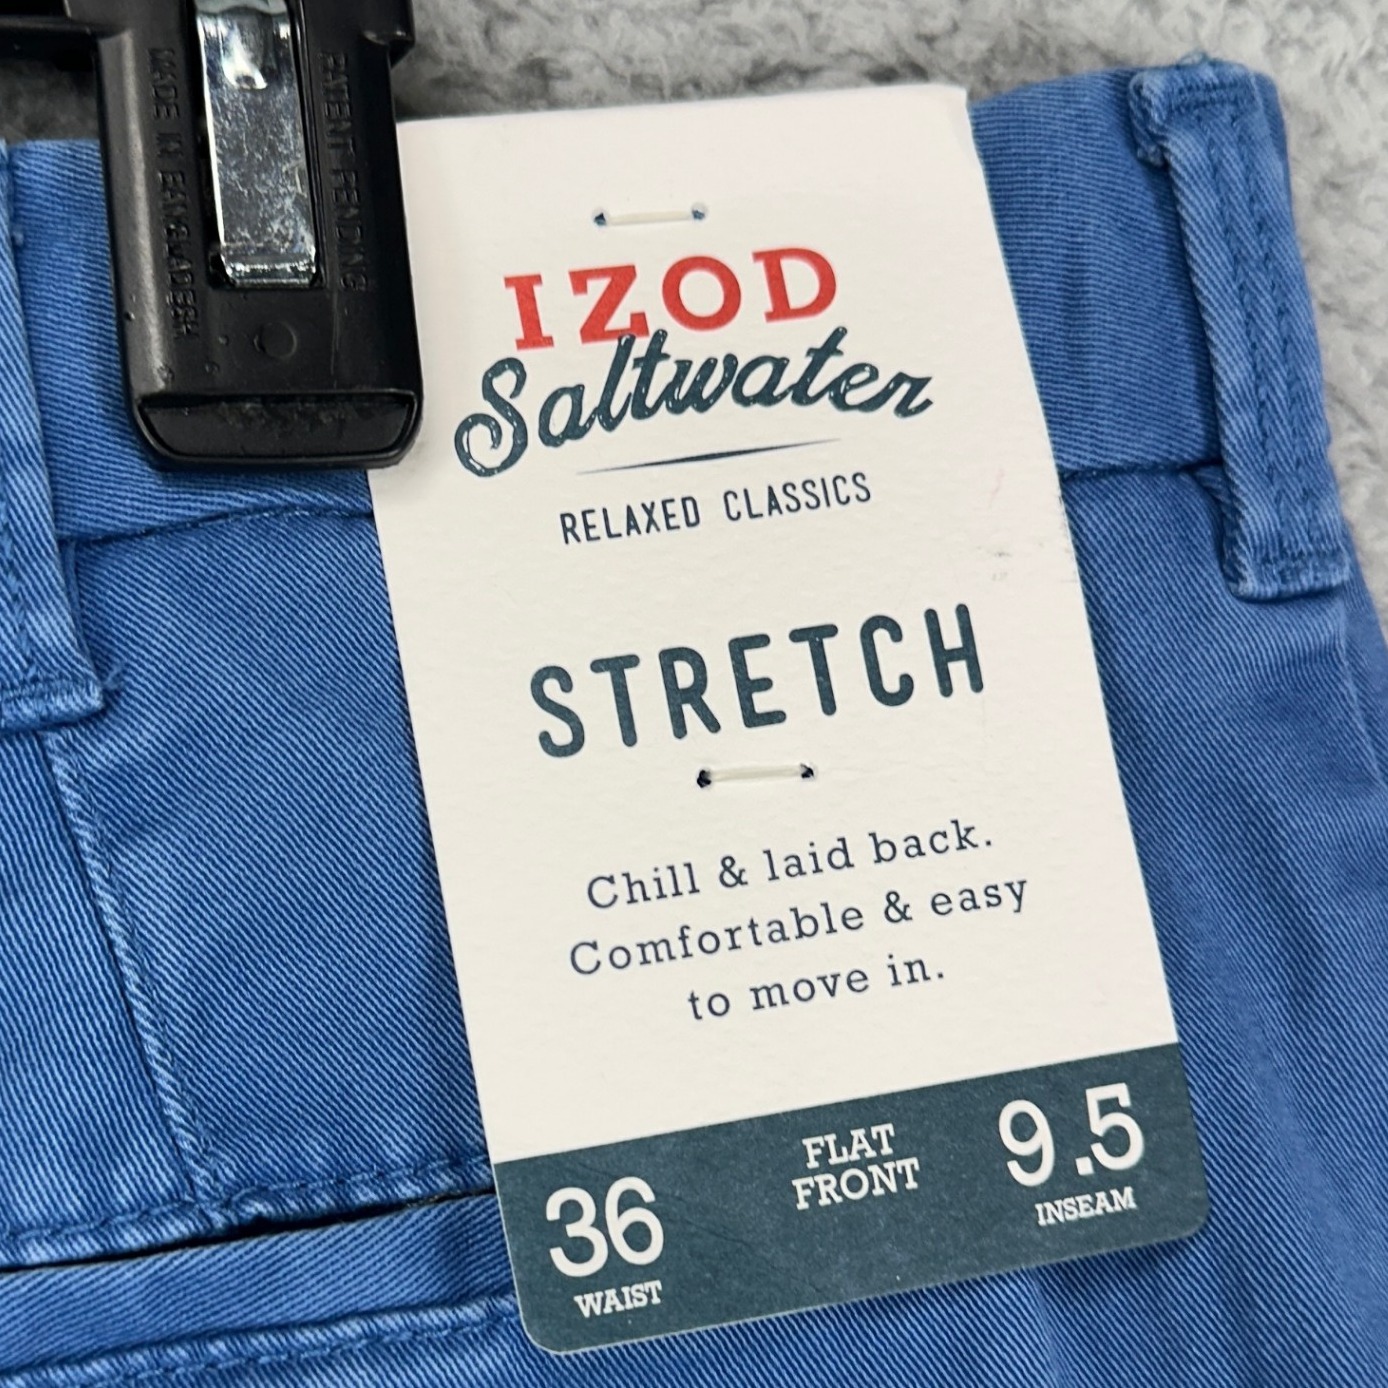 MADE IN BANGLADESH
PATENT PENDING
IZOD
Saltwater
RELAXED CLASSICS
STRETCH
Chill & laid back.
Comfortable & easy
to move in.
36
WAIST
FLAT
FRONT
9.5
INSEAM